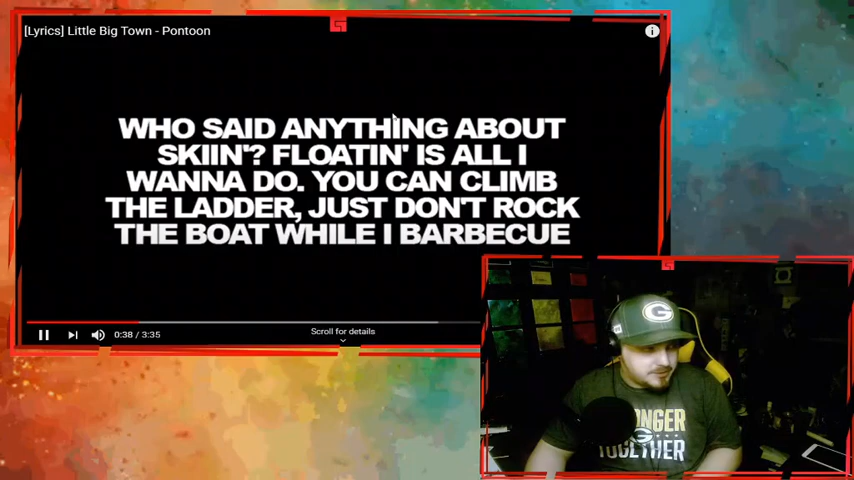 [Lyrics] Little Big Town - Pontoon
WHO SAID ANYTHING ABOUT
SKIIN'? FLOATIN' IS ALL I
WANNA DO. YOU CAN CLIMB
THE LADDER, JUST DON'T ROCK
THE BOAT WHILE I BARBECUE
0:38 / 3:35
Scroll for details
G
TOGETHER